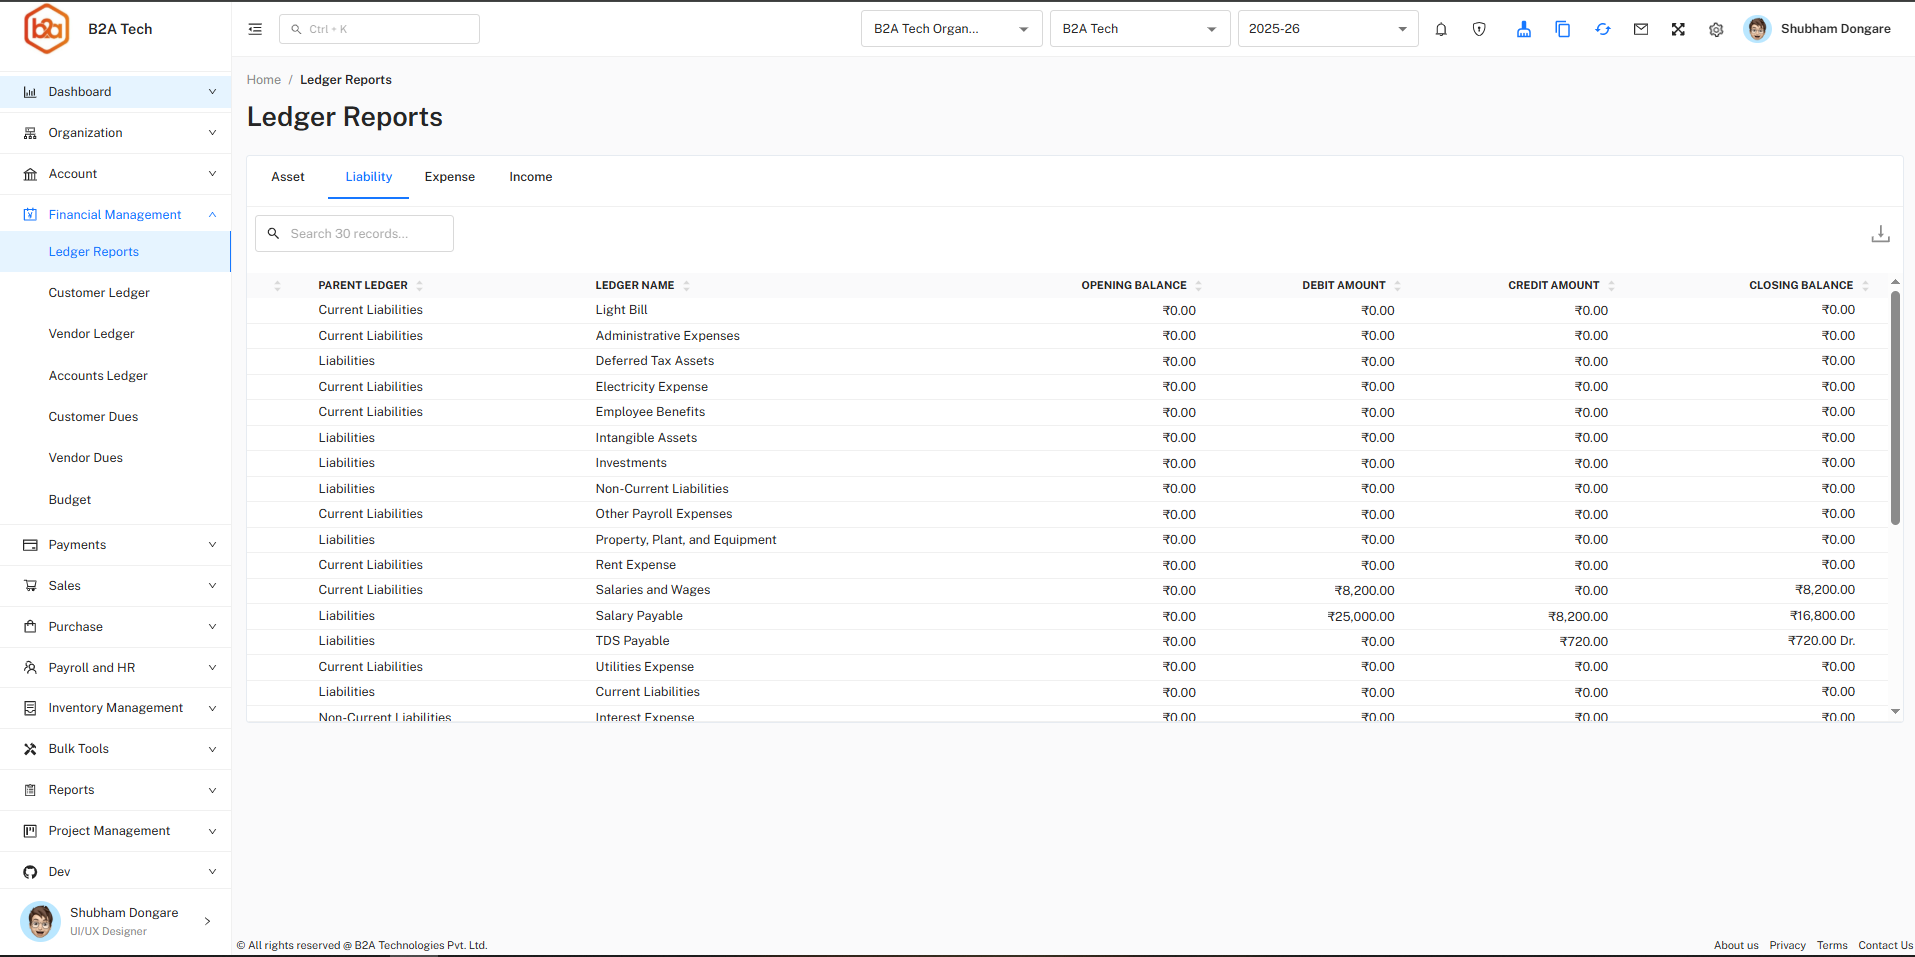 b2a B2A Tech
Ctrl + K
B2A Tech Organ... B2A Tech 2025-26
Shubham Dongare
Dashboard
Organization
Account
Financial Management
Ledger Reports
Customer Ledger
Vendor Ledger
Accounts Ledger
Customer Dues
Vendor Dues
Budget
Payments
Sales
Purchase
Payroll and HR
Inventory Management
Bulk Tools
Reports
Project Management
Dev
Shubham Dongare
UI/UX Designer
Home / Ledger Reports
Ledger Reports
Asset Liability Expense Income
Search 30 records...
PARENT LEDGER LEDGER NAME OPENING BALANCE DEBIT AMOUNT CREDIT AMOUNT CLOSING BALANCE
Current Liabilities Light Bill ₹0.00 ₹0.00 ₹0.00 ₹0.00
Current Liabilities Administrative Expenses ₹0.00 ₹0.00 ₹0.00 ₹0.00
Liabilities Deferred Tax Assets ₹0.00 ₹0.00 ₹0.00 ₹0.00
Current Liabilities Electricity Expense ₹0.00 ₹0.00 ₹0.00 ₹0.00
Current Liabilities Employee Benefits ₹0.00 ₹0.00 ₹0.00 ₹0.00
Liabilities Intangible Assets ₹0.00 ₹0.00 ₹0.00 ₹0.00
Liabilities Investments ₹0.00 ₹0.00 ₹0.00 ₹0.00
Liabilities Non-Current Liabilities ₹0.00 ₹0.00 ₹0.00 ₹0.00
Current Liabilities Other Payroll Expenses ₹0.00 ₹0.00 ₹0.00 ₹0.00
Liabilities Property, Plant, and Equipment ₹0.00 ₹0.00 ₹0.00 ₹0.00
Current Liabilities Rent Expense ₹0.00 ₹0.00 ₹0.00 ₹0.00
Current Liabilities Salaries and Wages ₹0.00 ₹8,200.00 ₹0.00 ₹8,200.00
Liabilities Salary Payable ₹0.00 ₹25,000.00 ₹8,200.00 ₹16,800.00
Liabilities TDS Payable ₹0.00 ₹0.00 ₹720.00 ₹720.00 Dr.
Current Liabilities Utilities Expense ₹0.00 ₹0.00 ₹0.00 ₹0.00
Liabilities Current Liabilities ₹0.00 ₹0.00 ₹0.00 ₹0.00
Non-Current Liabilities Interest Expense ₹0.00 ₹0.00 ₹0.00 ₹0.00
© All rights reserved @ B2A Technologies Pvt. Ltd.
About us Privacy Terms Contact Us